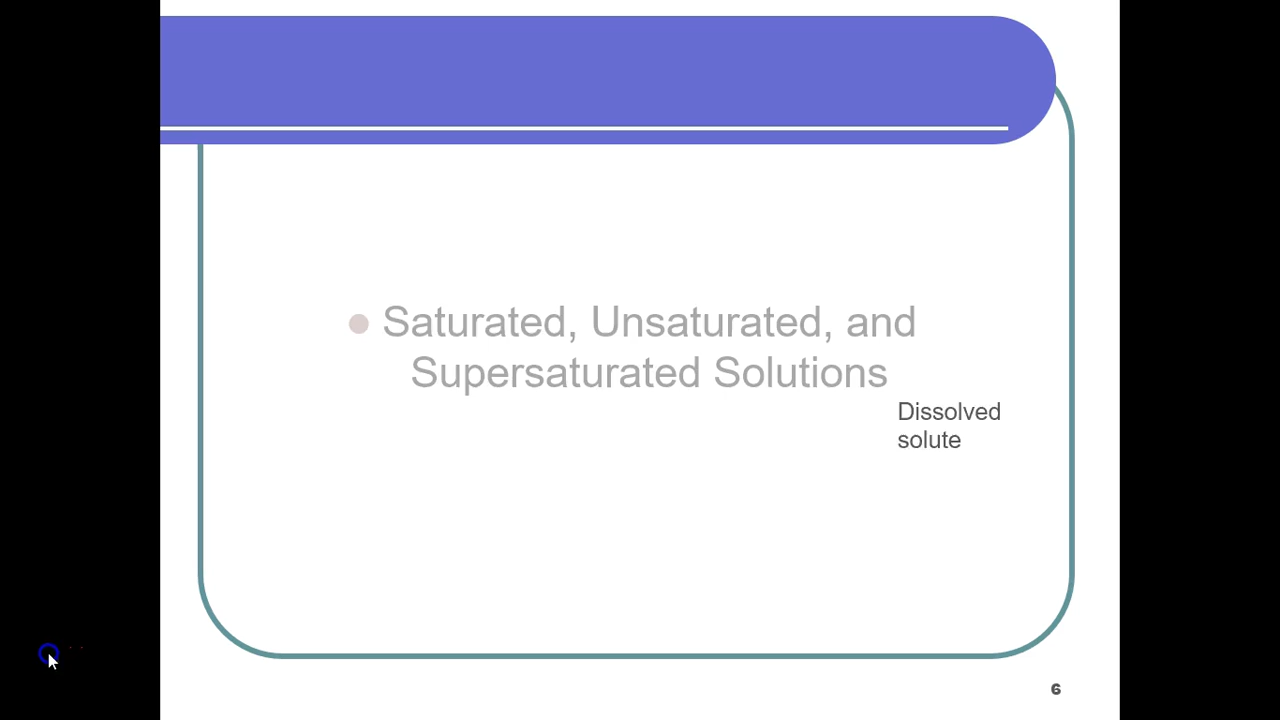 Saturated, Unsaturated, and
Supersaturated Solutions
Dissolved
solute
6